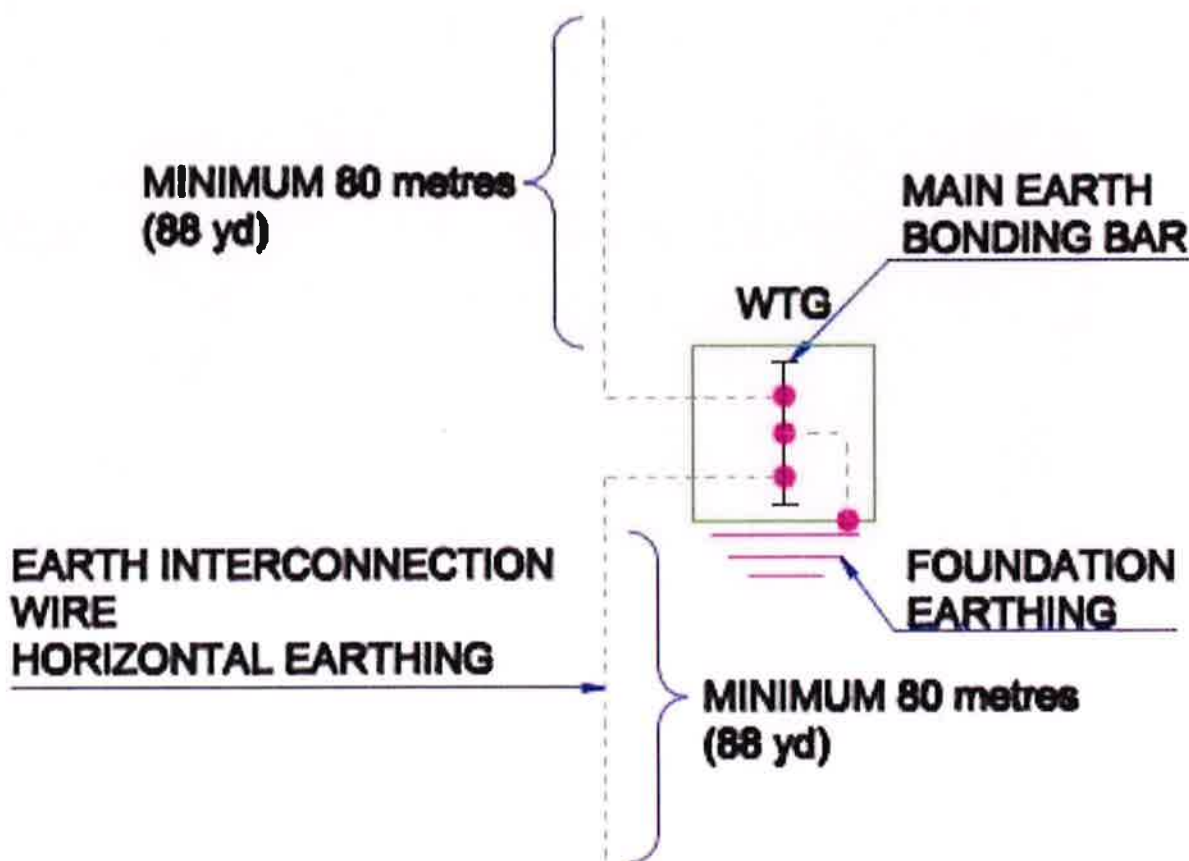 MINIMUM 80 metres
(88 yd)
MAIN EARTH
BONDING BAR
WTG
EARTH INTERCONNECTION
WIRE
HORIZONTAL EARTHING
FOUNDATION
EARTHING
MINIMUM 80 metres
(88 yd)